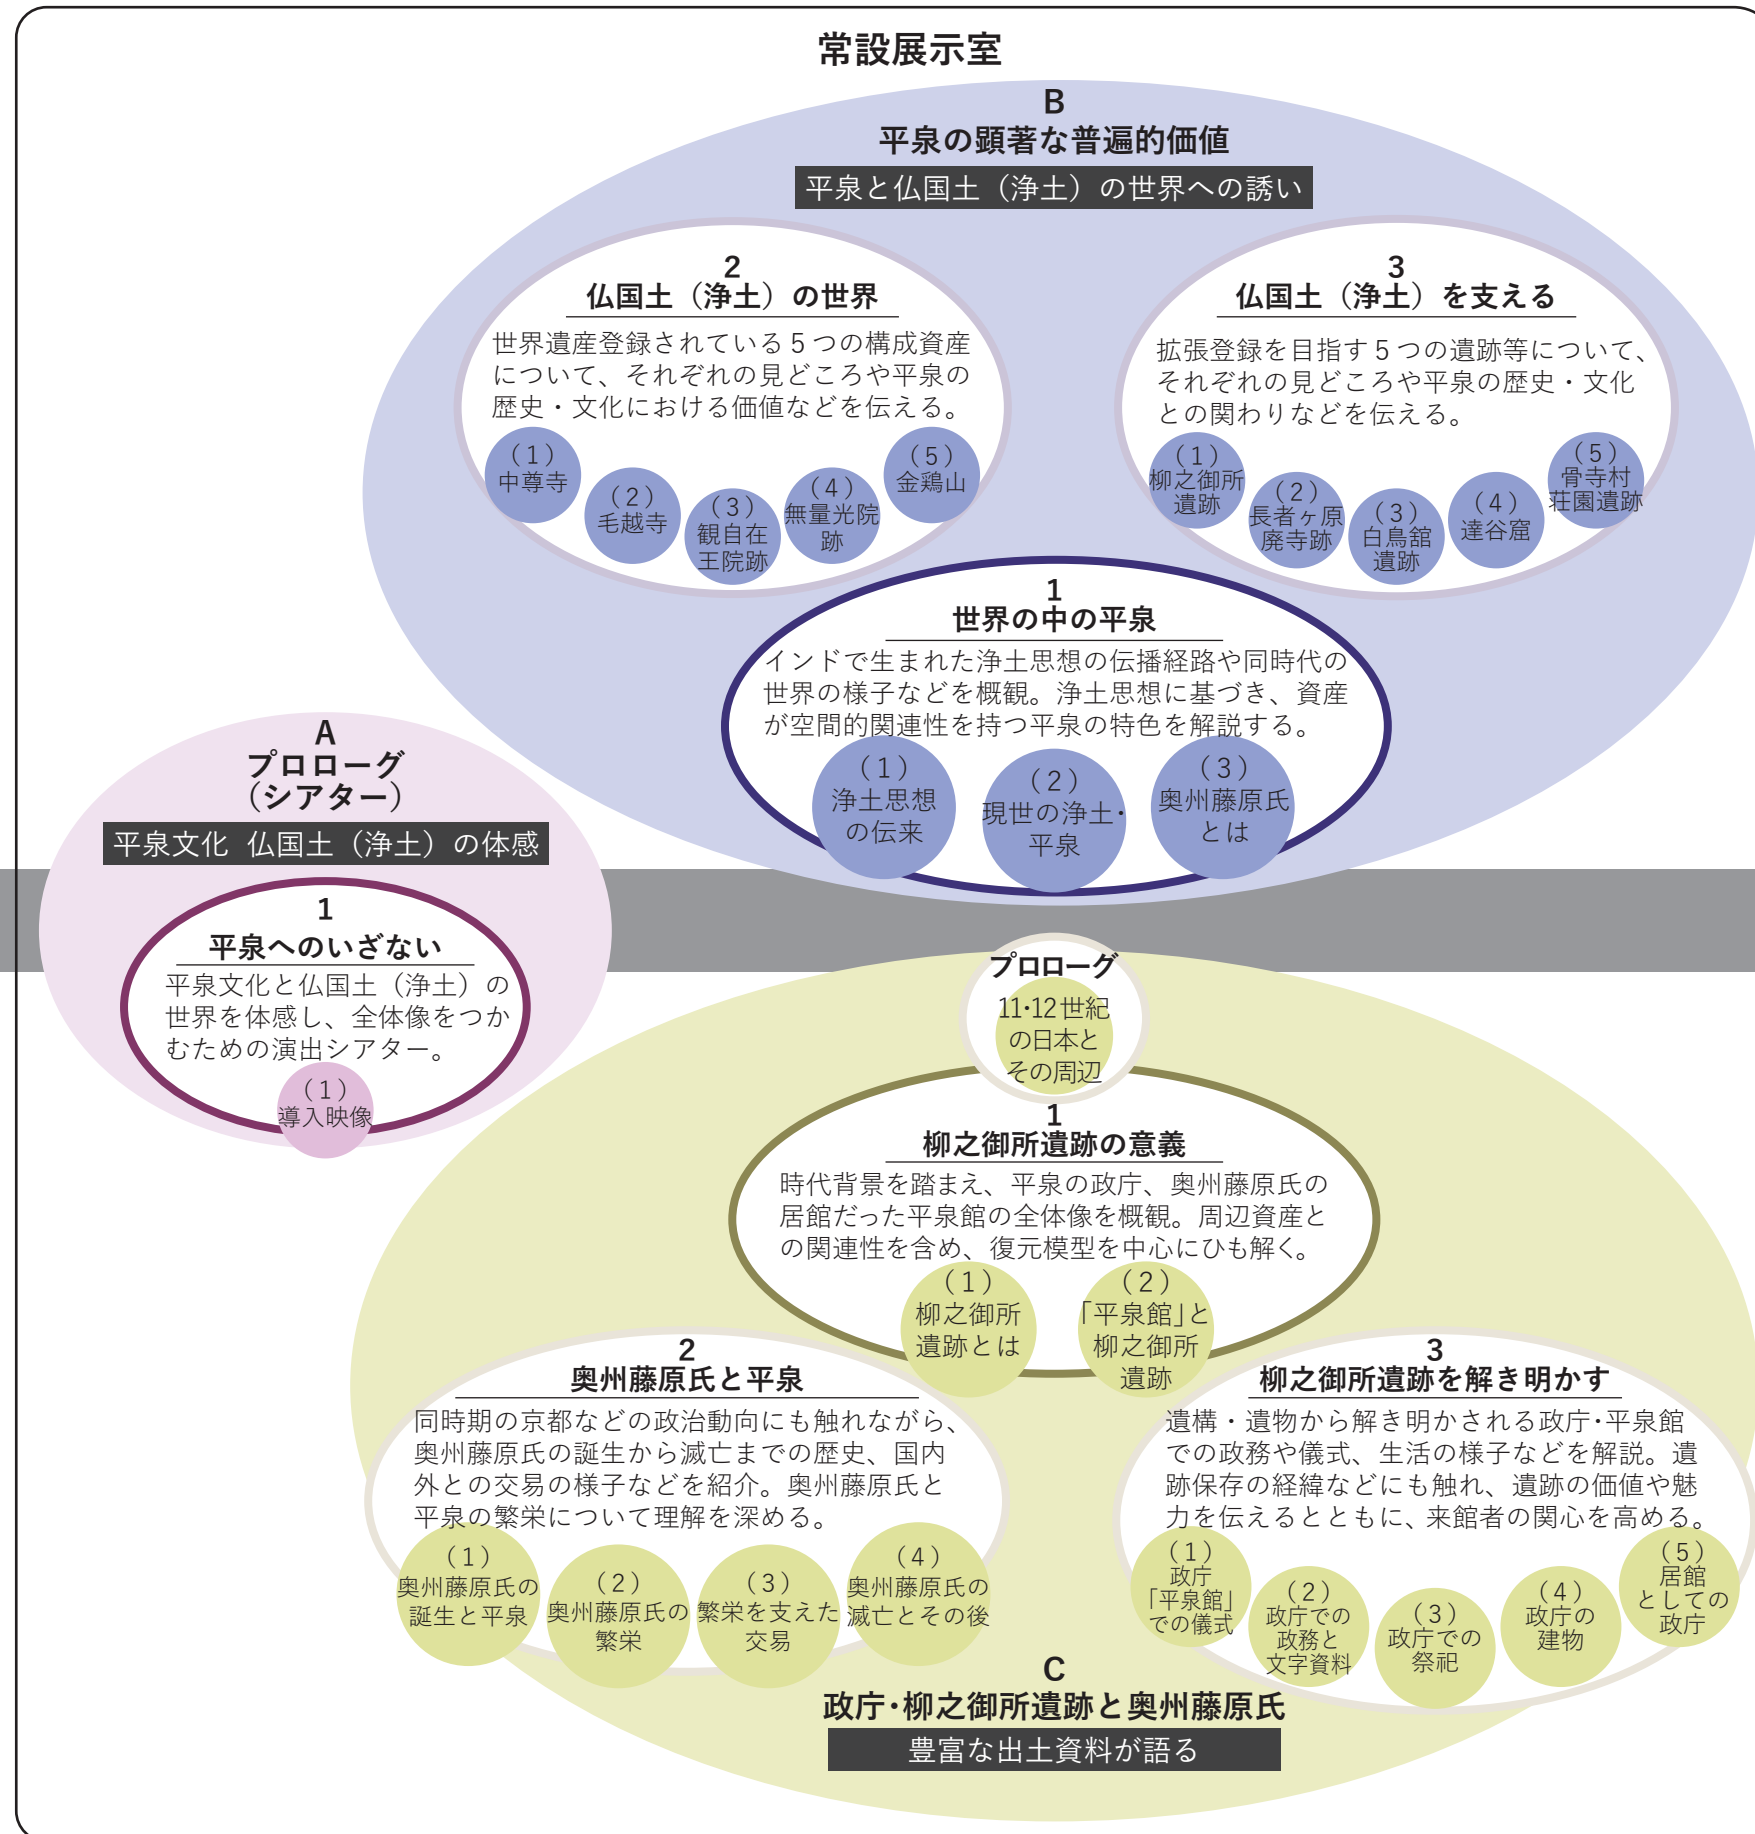 常設展示室
B
平泉の顕著な普遍的価値
平泉と仏国土（浄土）の世界への誘い
2
仏国土（浄土）の世界
世界遺産登録されている5つの構成資産
について、それぞれの見どころや平泉の
歴史・文化における価値などを伝える。
（1）
中尊寺
（2）
毛越寺
（3）
観自在
王院跡
（4）
無量光院
跡
（5）
金鶏山
3
仏国土（浄土）を支える
拡張登録を目指す5つの遺跡等について、
それぞれの見どころや平泉の歴史・文化
との関わりなどを伝える。
（1）
柳之御所
遺跡
（2）
長者ヶ原
廃寺跡
（3）
白鳥舘
遺跡
（4）
達谷窟
（5）
骨寺村
荘園遺跡
1
世界の中の平泉
インドで生まれた浄土思想の伝播経路や同時代の
世界の様子などを概観。浄土思想に基づき、資産
が空間的関連性を持つ平泉の特色を解説する。
（1）
浄土思想
の伝来
（2）
現世の浄土・
平泉
（3）
奥州藤原氏
とは
A
プロローグ
（シアター）
平泉文化 仏国土（浄土）の体感
1
平泉へのいざない
平泉文化と仏国土（浄土）の
世界を体感し、全体像をつか
むための演出シアター。
（1）
導入映像
プロローグ
11・12世紀
の日本と
その周辺
1
柳之御所遺跡の意義
時代背景を踏まえ、平泉の政庁、奥州藤原氏の
居館だった平泉館の全体像を概観。周辺資産と
の関連性を含め、復元模型を中心にひも解く。
（1）
柳之御所
遺跡とは
（2）
「平泉館」と
柳之御所
遺跡
2
奥州藤原氏と平泉
同時期の京都などの政治動向にも触れながら、
奥州藤原氏の誕生から滅亡までの歴史、国内
外との交易の様子などを紹介。奥州藤原氏と
平泉の繁栄について理解を深める。
（1）
奥州藤原氏の
誕生と平泉
（2）
奥州藤原氏の
繁栄
（3）
繁栄を支えた
交易
（4）
奥州藤原氏の
滅亡とその後
3
柳之御所遺跡を解き明かす
遺構・遺物から解き明かされる政庁・平泉館
での政務や儀式、生活の様子などを解説。遺
跡保存の経緯などにも触れ、遺跡の価値や魅
力を伝えるとともに、来館者の関心を高める。
（1）
政庁
「平泉館」
での儀式
（2）
政庁での
政務と
文字資料
（3）
政庁での
祭祀
（4）
政庁の
建物
（5）
居館
としての
政庁
C
政庁・柳之御所遺跡と奥州藤原氏
豊富な出土資料が語る